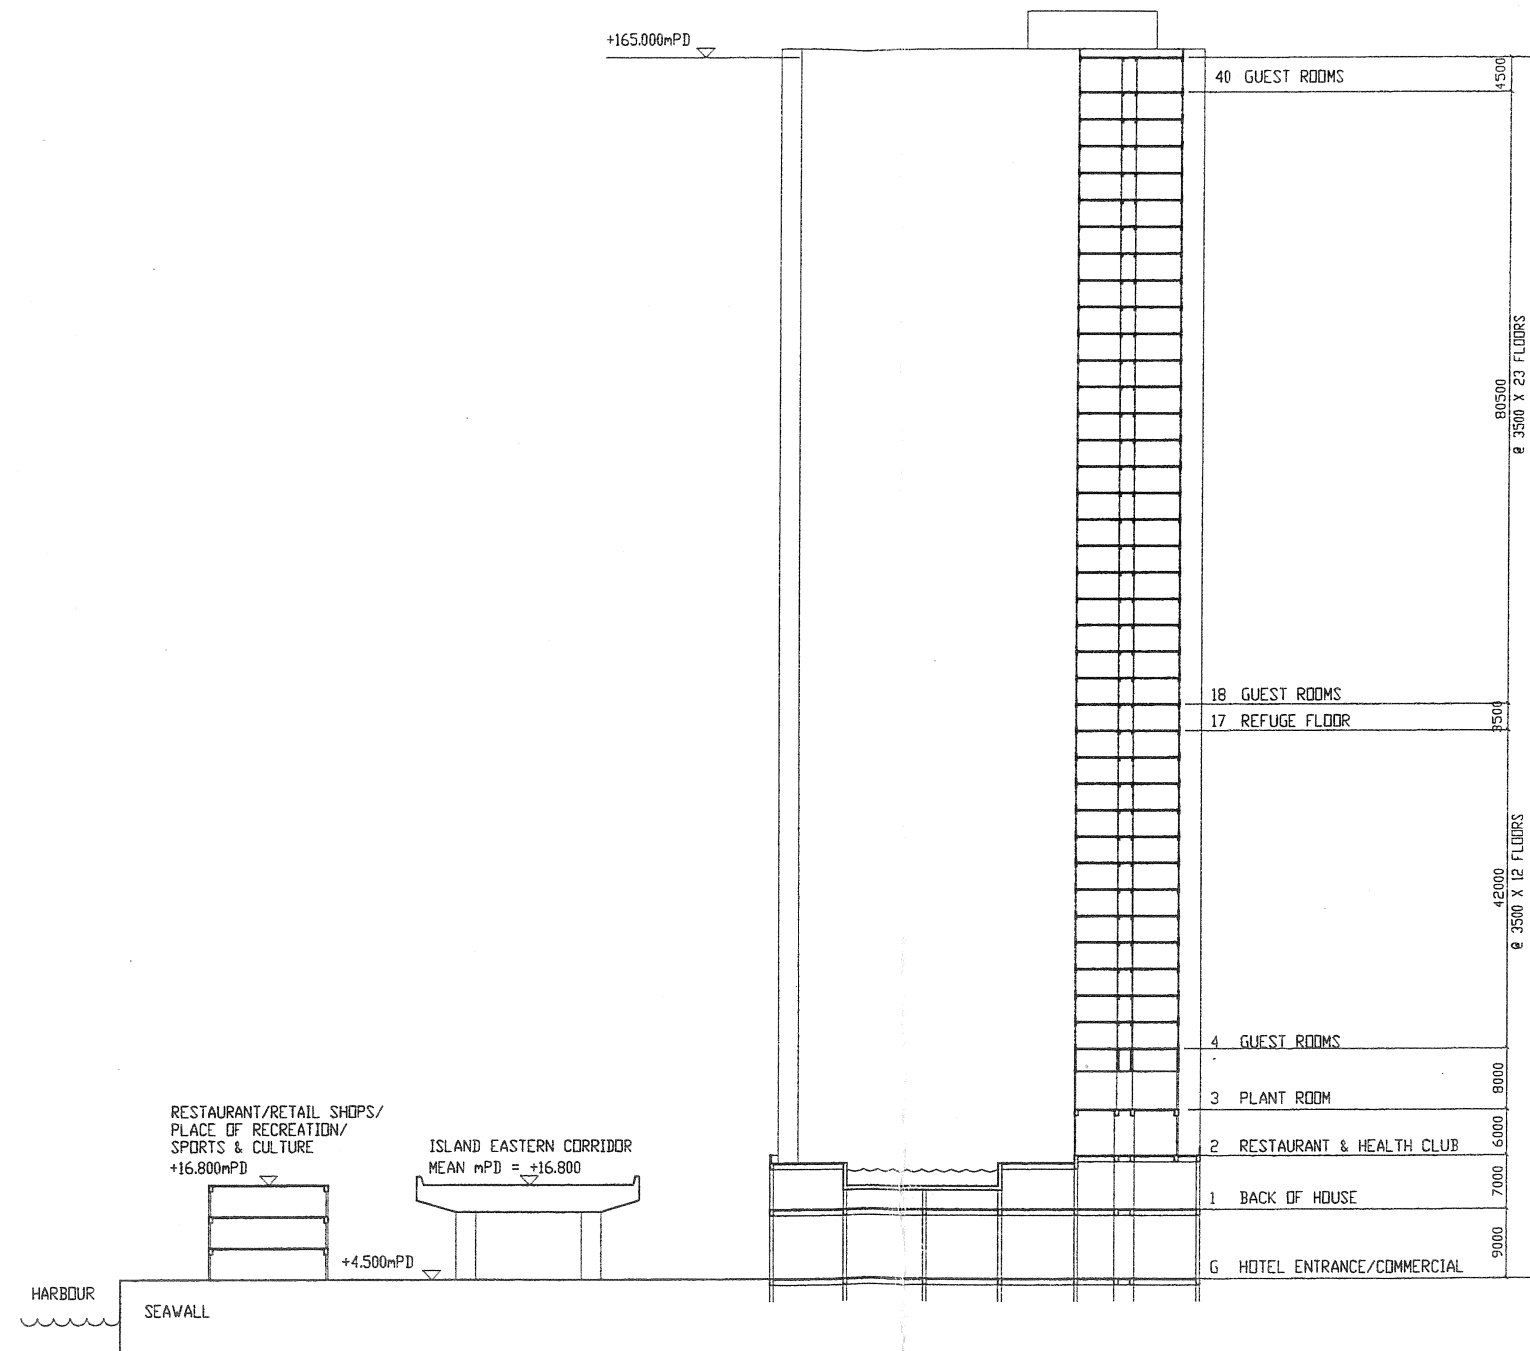 +165.000mPD
40 GUEST ROOMS
4500
80500
@ 3500 X 23 FLOORS
18 GUEST ROOMS
3500
17 REFUGE FLOOR
42000
@ 3500 X 12 FLOORS
4 GUEST ROOMS
8000
3 PLANT ROOM
6000
2 RESTAURANT & HEALTH CLUB
7000
1 BACK OF HOUSE
9000
G HOTEL ENTRANCE/COMMERCIAL
RESTAURANT/RETAIL SHOPS/
PLACE OF RECREATION/
SPORTS & CULTURE
+16.800mPD
ISLAND EASTERN CORRIDOR
MEAN mPD = +16.800
+4.500mPD
HARBOUR
SEAWALL